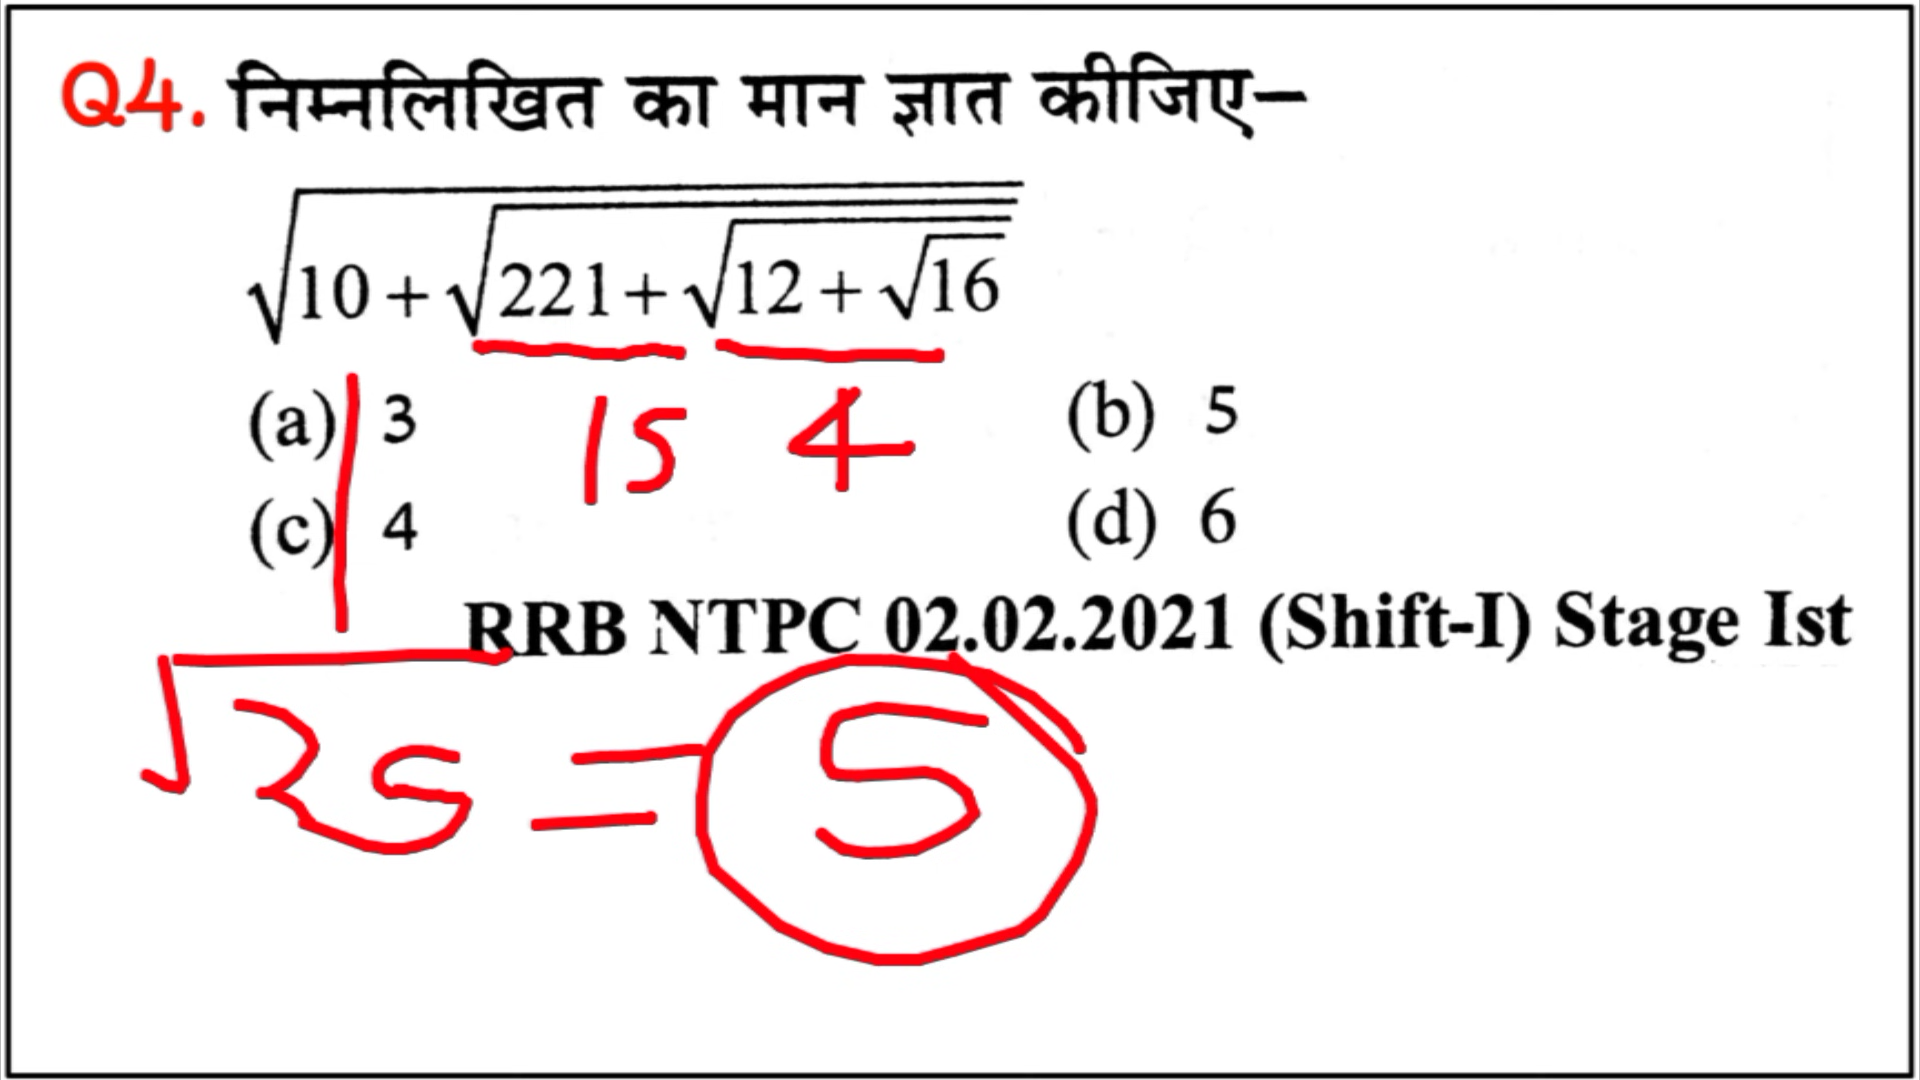 Q4. निम्नलिखित का मान ज्ञात कीजिए–
√10 + √221 + √12 + √16
(a) 3 15 4 (b) 5
(c) 4 (d) 6
RRB NTPC 02.02.2021 (Shift-I) Stage Ist
√25 = 5